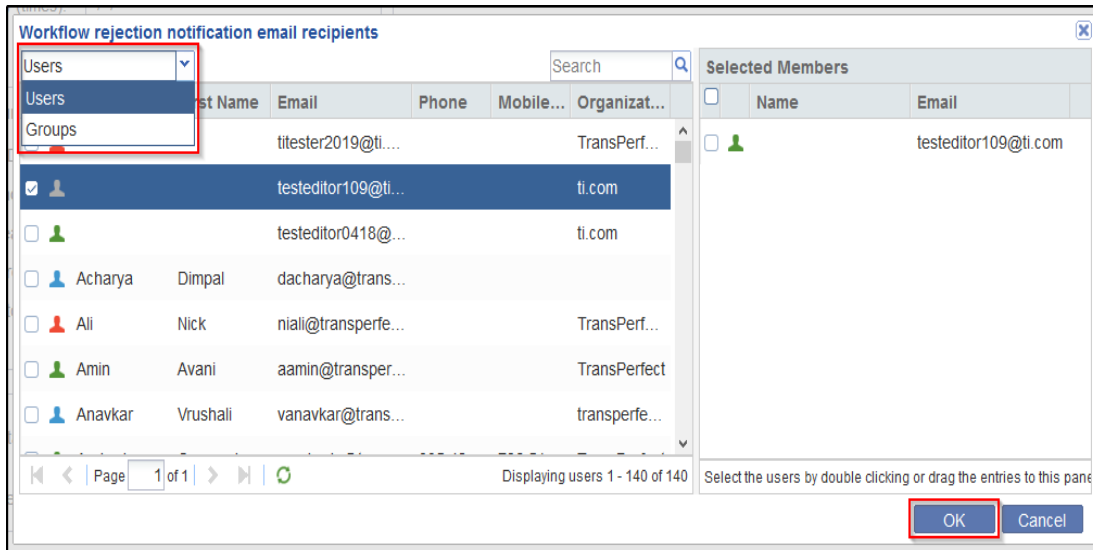 (times):
Workflow rejection notification email recipients
Users
Search
Selected Members
Users
Groups
st Name Email Phone Mobile... Organizat...
Name Email
titester2019@ti.... TransPerf...
testeditor109@ti.com
testeditor109@ti... ti.com
testeditor0418@... ti.com
Acharya Dimpal dacharya@trans...
Ali Nick niali@transperfe... TransPerf...
Amin Avani aamin@transper... TransPerfect
Anavkar Vrushali vanavkar@trans... transperfe...
Page 1 of 1 Displaying users 1 - 140 of 140
Select the users by double clicking or drag the entries to this pane
OK Cancel